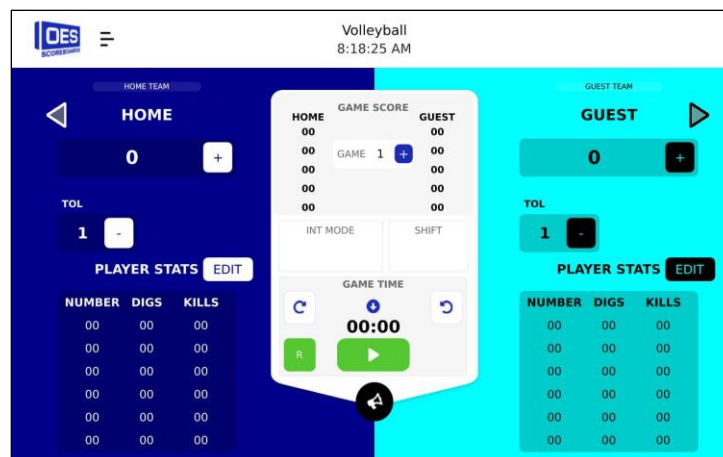 OES
SCOREBOARDS
Volleyball
8:18:25 AM
HOME TEAM
HOME
0 +
TOL
1 -
PLAYER STATS EDIT
NUMBER DIGS KILLS
00 00 00
00 00 00
00 00 00
00 00 00
00 00 00
00 00 00
GAME SCORE
HOME GUEST
00 00
00 GAME 1 + 00
00 00
00 00
00 00
INT MODE SHIFT
GAME TIME
00:00
R
GUEST TEAM
GUEST
0 +
TOL
1 -
PLAYER STATS EDIT
NUMBER DIGS KILLS
00 00 00
00 00 00
00 00 00
00 00 00
00 00 00
00 00 00